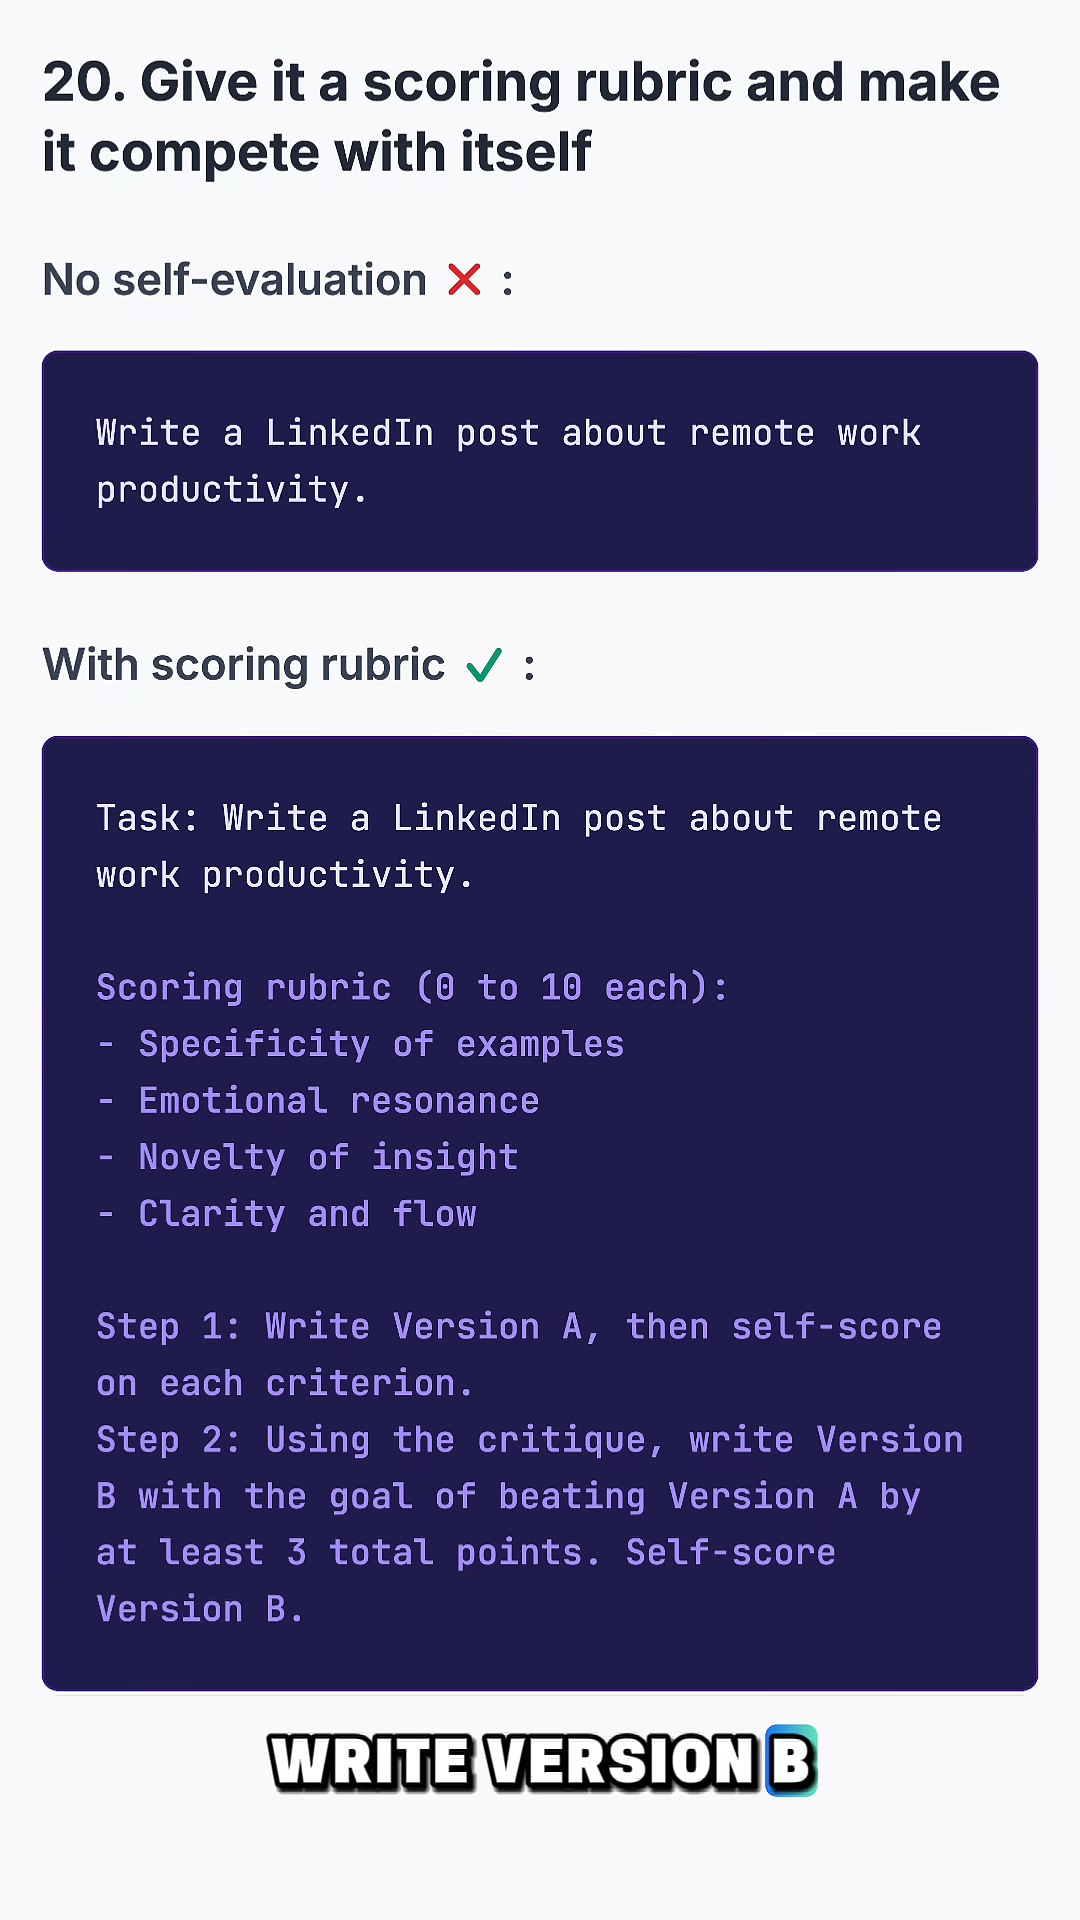 20. Give it a scoring rubric and make
it compete with itself
No self-evaluation ❌ :
Write a LinkedIn post about remote work
productivity.
With scoring rubric ✓ :
Task: Write a LinkedIn post about remote
work productivity.
Scoring rubric (0 to 10 each):
- Specificity of examples
- Emotional resonance
- Novelty of insight
- Clarity and flow
Step 1: Write Version A, then self-score
on each criterion.
Step 2: Using the critique, write Version
B with the goal of beating Version A by
at least 3 total points. Self-score
Version B.
WRITE VERSION B